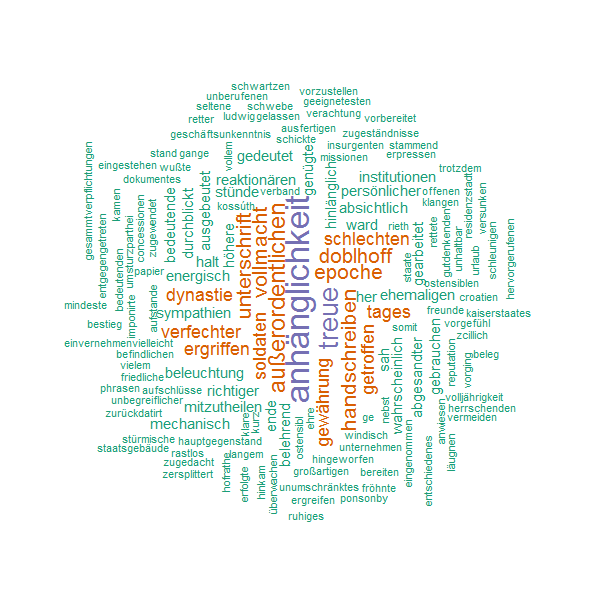 schwartzen
unberufenen
vorzustellen
seltene
schwebe
geeignetesten
retter
ludwig
gelassen
verachtung
vorbereitet
geschäftsunkenntnis
ausfertigen
zugeständnisse
schickte
insurgenten
stammend
stand
gange
vollem
gedeutet
genügte
missionen
erpressen
eingestehen
wußte
trotzdem
dokumentes
reaktionären
hinlänglich
institutionen
gesammtverpflichtungen
kamen
stünde
verband
persönlicher
offenen
residenzstadt
concessionen
zugewendet
bedeutende
durchblickt
ausgebeutet
kossuth
absichtlich
klangen
versunken
entgegengetreten
umsturzparthei
höhere
unterschrift
vollmacht
außerordentlichen
anhänglichkeit
ward
rieth
schlechten
gearbeitet
rettete
gutdenkenden
unhaltbar
urlaub
schleunigen
hervorgerufenen
bedeutenden
papier
halt
energisch
doblhoff
epoche
staate
ostensiblen
mindeste
imponirte
aufstande
dynastie
sympathien
soldaten
treue
handschreiben
her
ehemaligen
croatien
bestieg
verfechter
tages
freunde
kaiserstaates
einvernehmen
vielleicht
ergriffen
getroffen
somit
vorgefühl
zcillich
befindlichen
sah
wahrscheinlich
abgesandter
gebrauchen
reputation
vorging
beleg
vielem
beleuchtung
gewährung
friedliche
phrasen
aufschlüsse
richtiger
nebst
volljährigkeit
unbegreiflicher
mitzutheilen
ende
ehre
herrschenden
zurückdatirt
klare
kurz
belehrend
ostensibl
ge
eingenommen
anwiesen
vermeiden
mechanisch
stürmische
hauptgegenstand
windisch
entschiedenes
läugnen
staatsgebäude
rastlos
langem
unternehmen
zugedacht
hingeworfen
zersplittert
hofrathe
erfolgte
hinkam
überwachen
großartigen
bereiten
unumschränktes
fröhnte
ergreifen
ponsonby
ruhiges